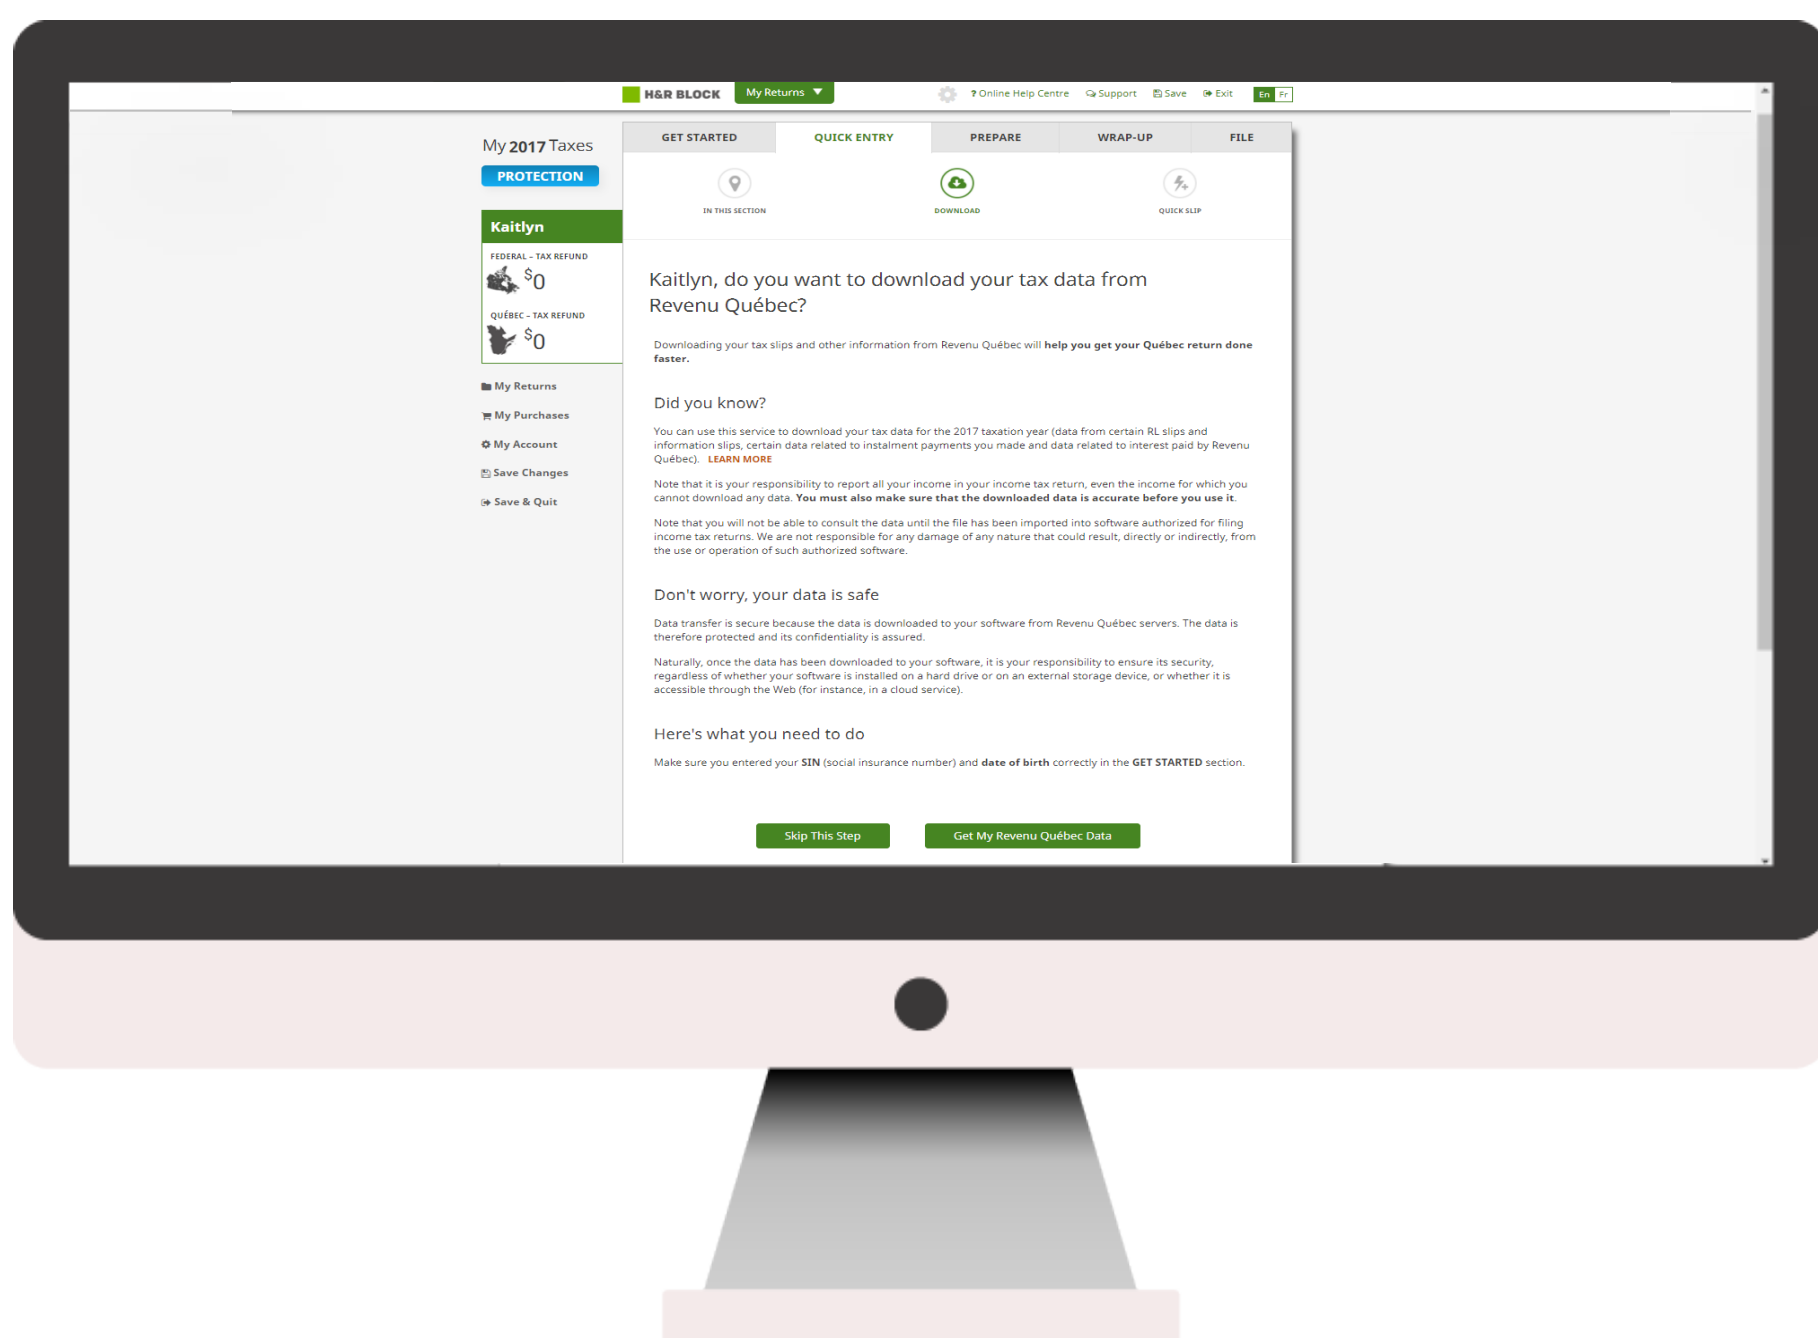 H&R BLOCK My Returns ▼ ? Online Help Centre Support Save Exit En Fr
My 2017 Taxes
PROTECTION
Kaitlyn
FEDERAL – TAX REFUND
$0
QUÉBEC – TAX REFUND
$0
My Returns
My Purchases
My Account
Save Changes
Save & Quit
GET STARTED QUICK ENTRY PREPARE WRAP-UP FILE
IN THIS SECTION DOWNLOAD QUICK SLIP
Kaitlyn, do you want to download your tax data from
Revenu Québec?
Downloading your tax slips and other information from Revenu Québec will help you get your Québec return done
faster.
Did you know?
You can use this service to download your tax data for the 2017 taxation year (data from certain RL slips and
information slips, certain data related to instalment payments you made and data related to interest paid by Revenu
Québec). LEARN MORE
Note that it is your responsibility to report all your income in your income tax return, even the income for which you
cannot download any data. You must also make sure that the downloaded data is accurate before you use it.
Note that you will not be able to consult the data until the file has been imported into software authorized for filing
income tax returns. We are not responsible for any damage of any nature that could result, directly or indirectly, from
the use or operation of such authorized software.
Don't worry, your data is safe
Data transfer is secure because the data is downloaded to your software from Revenu Québec servers. The data is
therefore protected and its confidentiality is assured.
Naturally, once the data has been downloaded to your software, it is your responsibility to ensure its security,
regardless of whether your software is installed on a hard drive or on an external storage device, or whether it is
accessible through the Web (for instance, in a cloud service).
Here's what you need to do
Make sure you entered your SIN (social insurance number) and date of birth correctly in the GET STARTED section.
Skip This Step Get My Revenu Québec Data